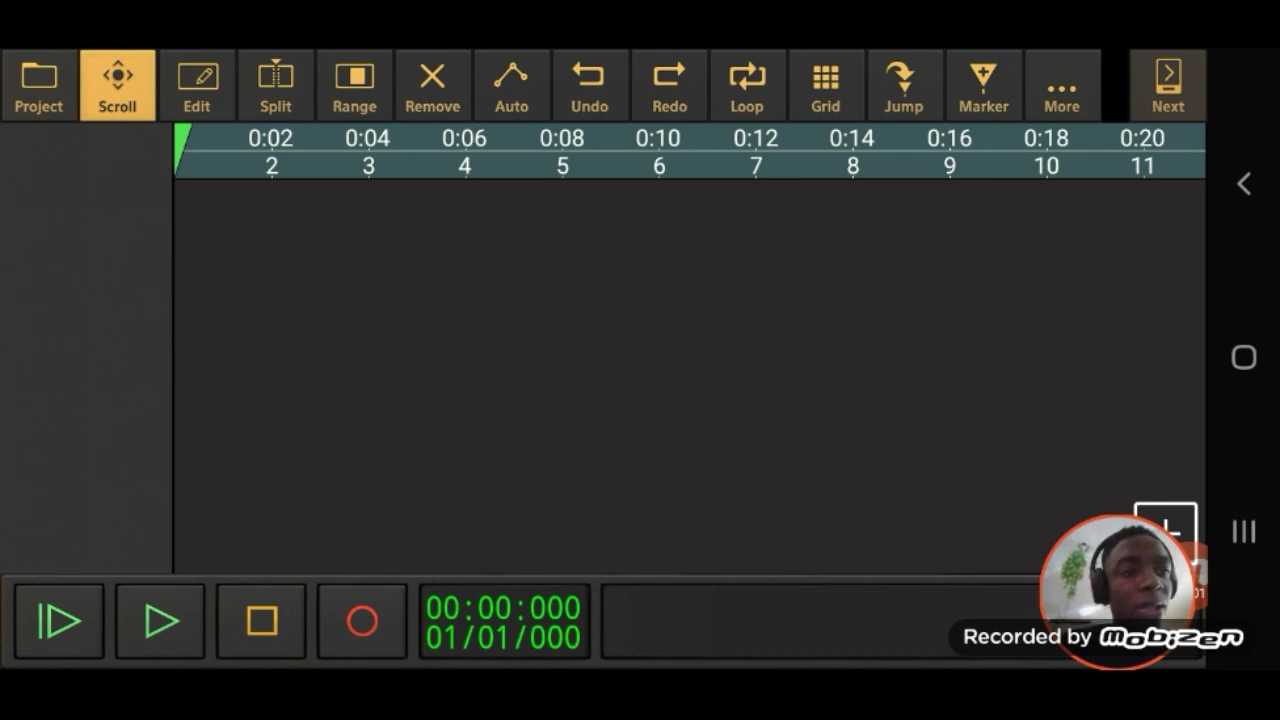 Project Scroll Edit Split Range Remove Auto Undo Redo Loop Grid Jump Marker More Next
0:02 0:04 0:06 0:08 0:10 0:12 0:14 0:16 0:18 0:20
2 3 4 5 6 7 8 9 10 11
00:00:000
01/01/000
01
Recorded by mobizen